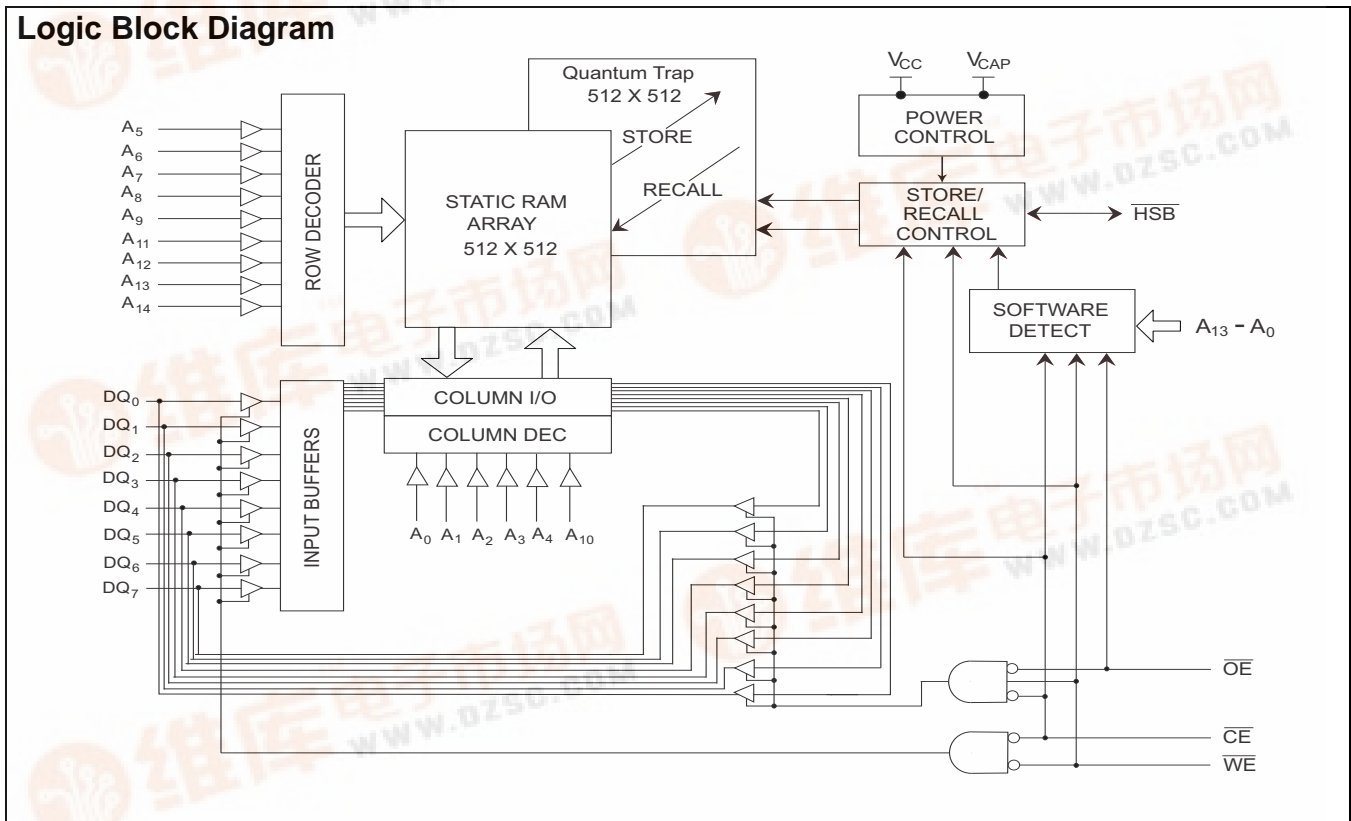 Logic Block Diagram
Quantum Trap
512 X 512
STORE
RECALL
STATIC RAM
ARRAY
512 X 512
ROW DECODER
A5
A6
A7
A8
A9
A11
A12
A13
A14
VCC
VCAP
POWER
CONTROL
STORE/
RECALL
CONTROL
HSB
SOFTWARE
DETECT
A13 - A0
COLUMN I/O
COLUMN DEC
INPUT BUFFERS
DQ0
DQ1
DQ2
DQ3
DQ4
DQ5
DQ6
DQ7
A0 A1 A2 A3 A4 A10
OE
CE
WE
维库电子市场网
WWW.DZSC.COM